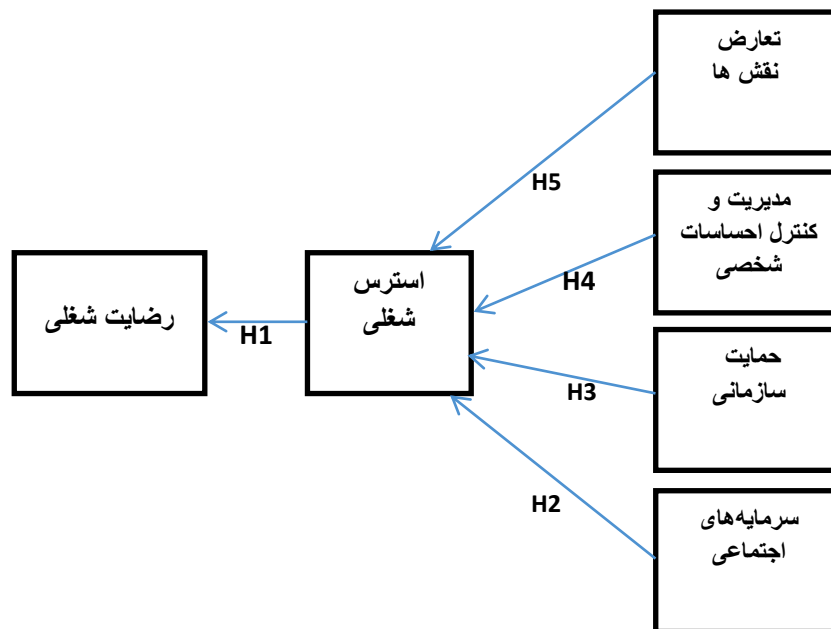 تعارض
نقش ها
H5
مدیریت و
کنترل احساسات
شخصی
H4
استرس
شغلی
رضایت شغلی
H1
حمایت
سازمانی
H3
H2
سرمایه‌های
اجتماعی